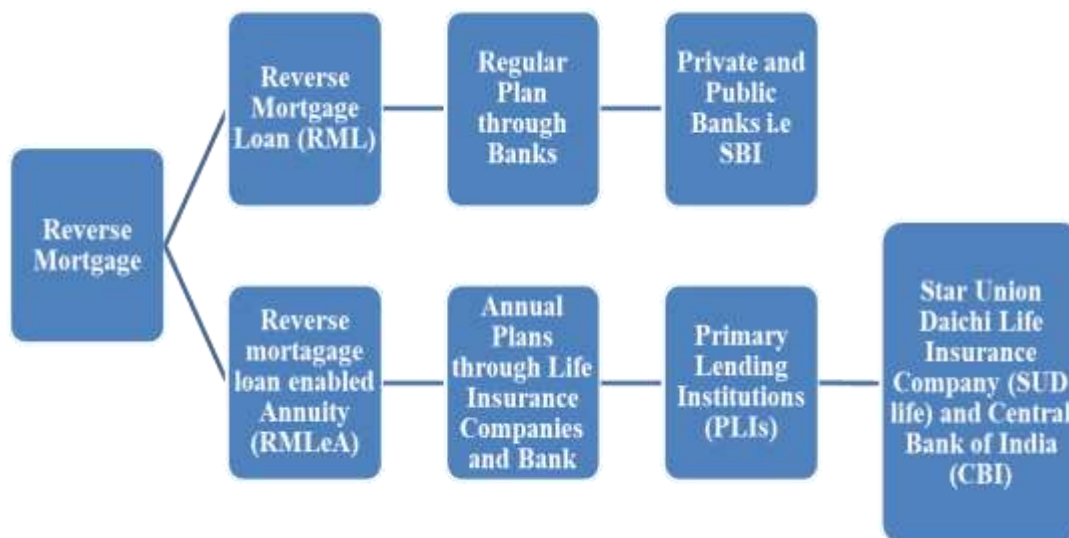 Reverse
Mortgage
Reverse
Mortgage
Loan (RML)
Regular
Plan
through
Banks
Private and
Public
Banks i.e
SBI
Reverse
mortagage
loan enabled
Annuity
(RMLeA)
Annual
Plans
through Life
Insurance
Companies
and Bank
Primary
Lending
Institutions
(PLIs)
Star Union
Daichi Life
Insurance
Company (SUD
life) and Central
Bank of India
(CBI)